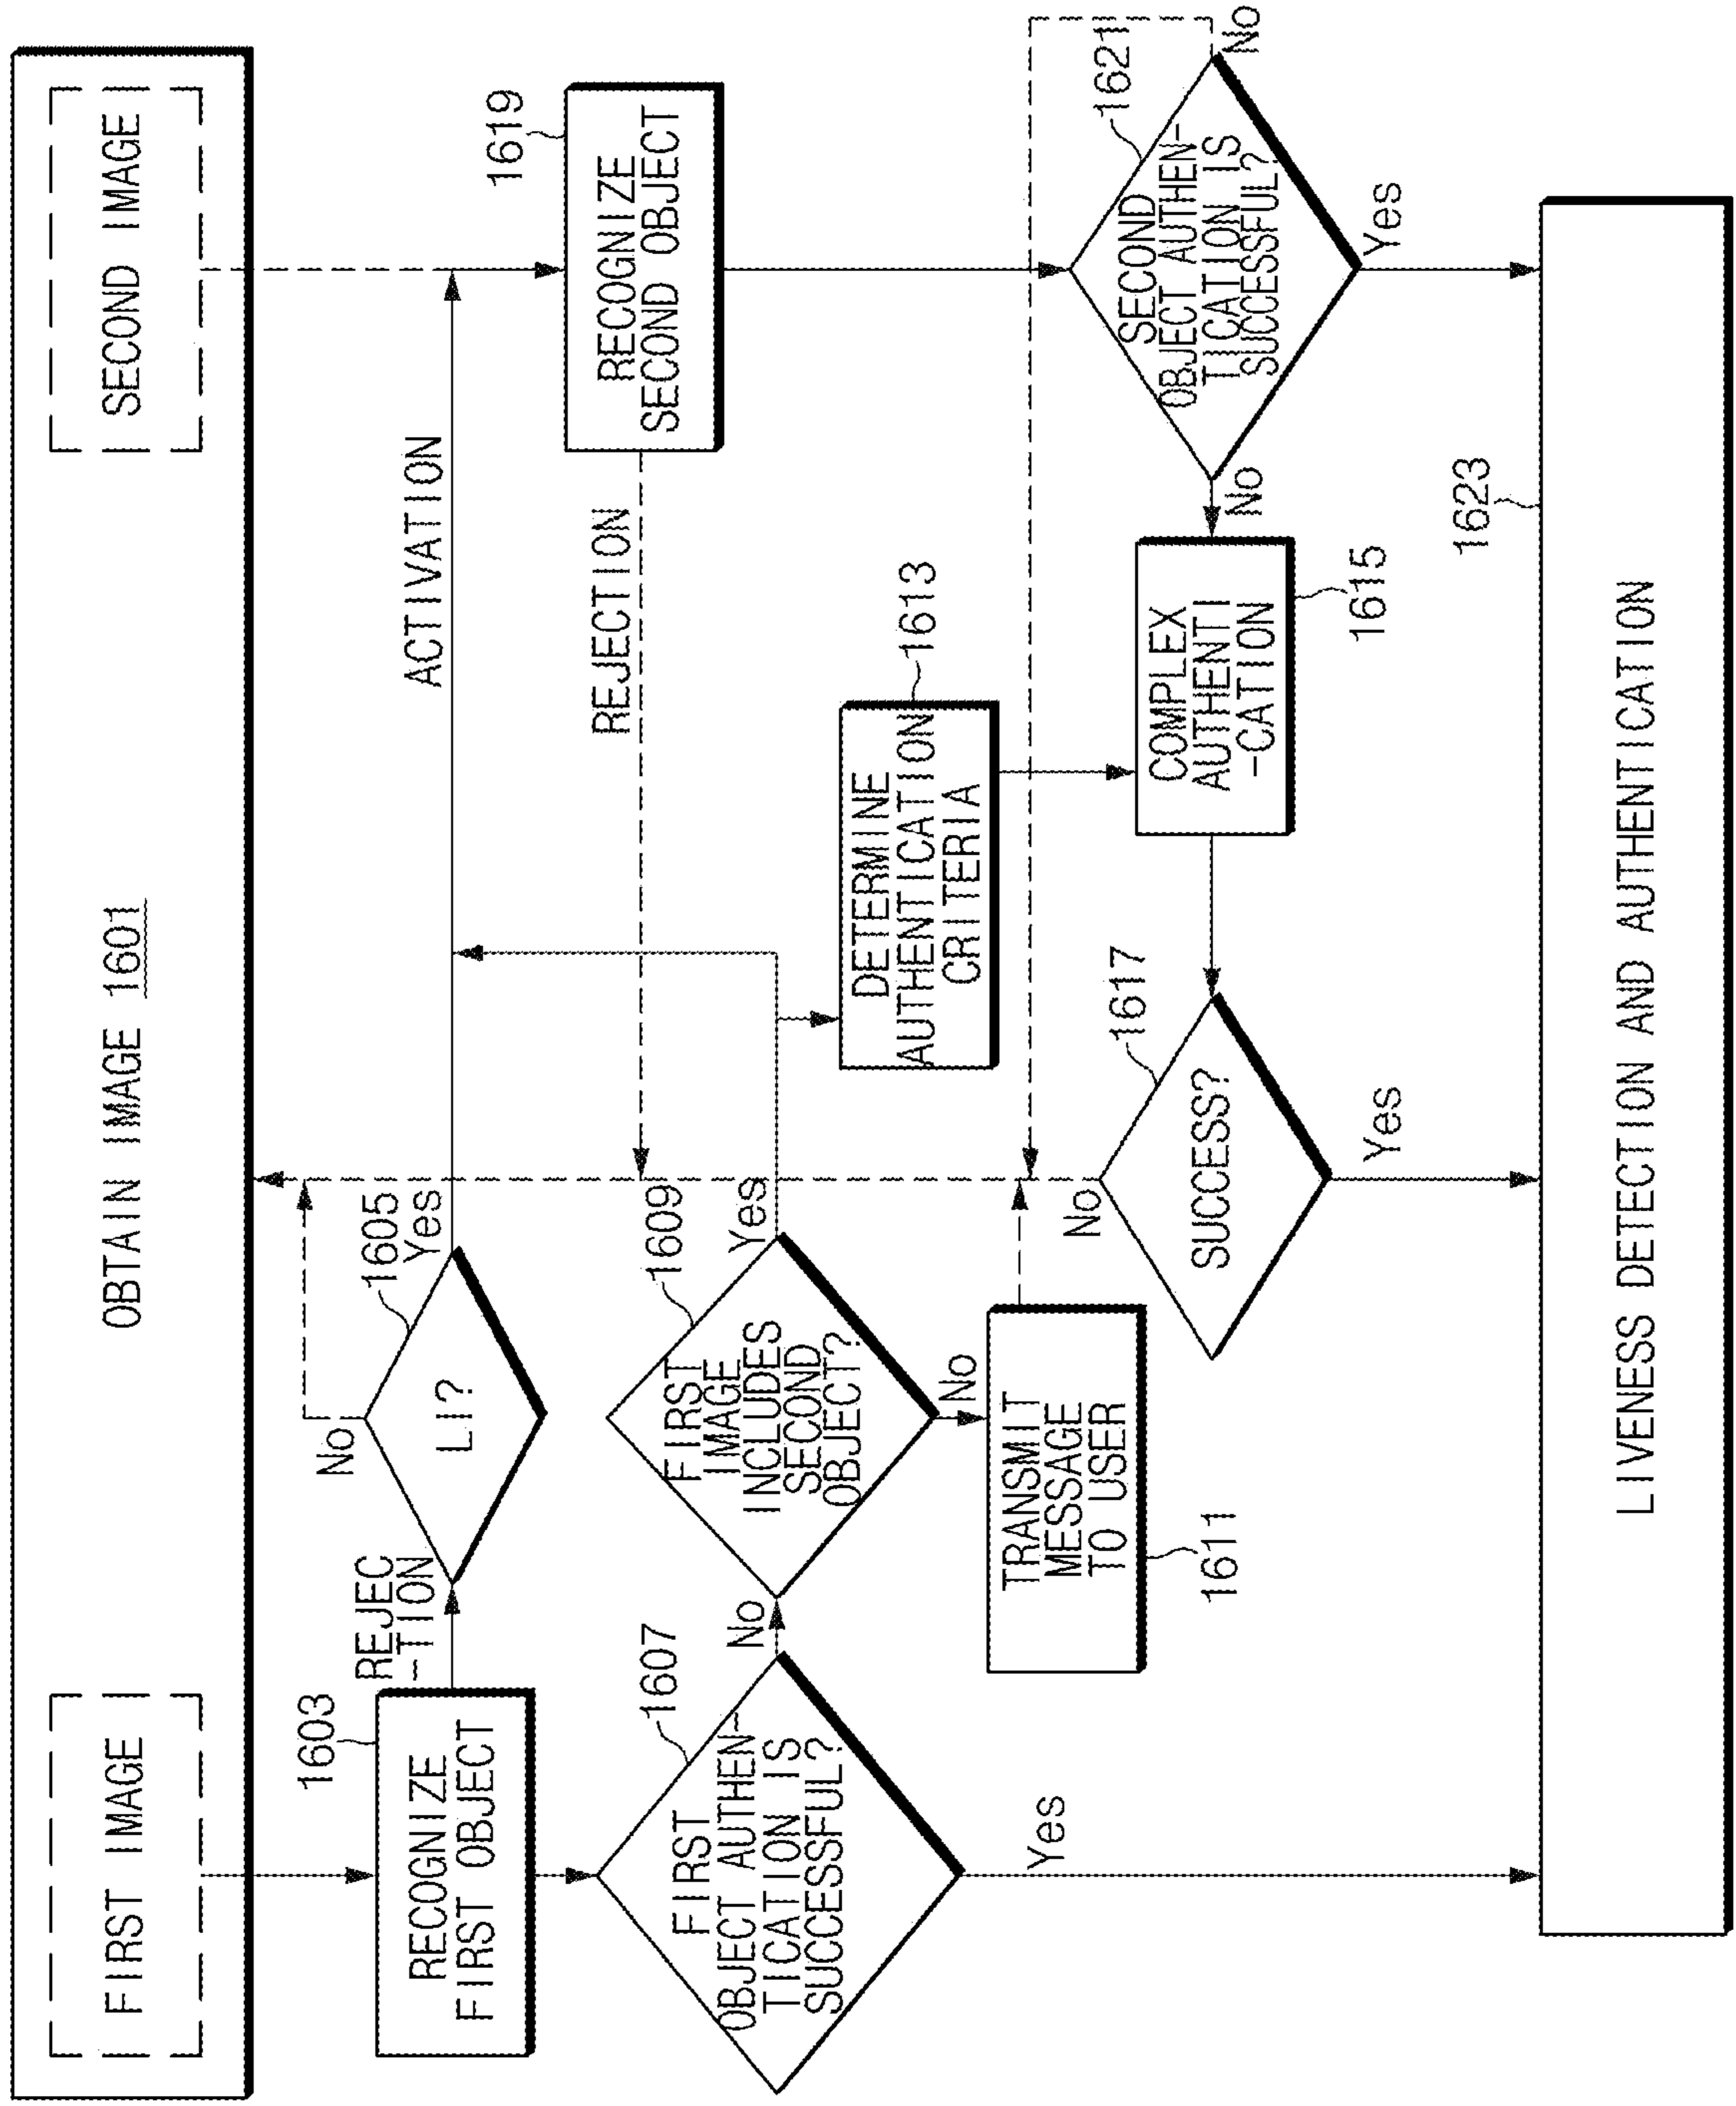 OBTAIN IMAGE 1601
FIRST IMAGE
SECOND IMAGE
1603
RECOGNIZE
FIRST OBJECT
REJEC
-TION
1605
LI?
No
Yes
ACTIVATION
1619
RECOGNIZE
SECOND OBJECT
REJECTION
1607
FIRST
OBJECT AUTHEN-
TICATION IS
SUCCESSFUL?
No
Yes
1609
FIRST
IMAGE
INCLUDES
SECOND
OBJECT?
Yes
No
1613
DETERMINE
AUTHENTICATION
CRITERIA
TRANSMIT
MESSAGE
TO USER
1611
1617
SUCCESS?
No
Yes
COMPLEX
AUTHENTI
-CATION
1615
1621
SECOND
OBJECT AUTHEN-
TICATION IS
SUCCESSFUL?
No
No
Yes
1623
LIVENESS DETECTION AND AUTHENTICATION